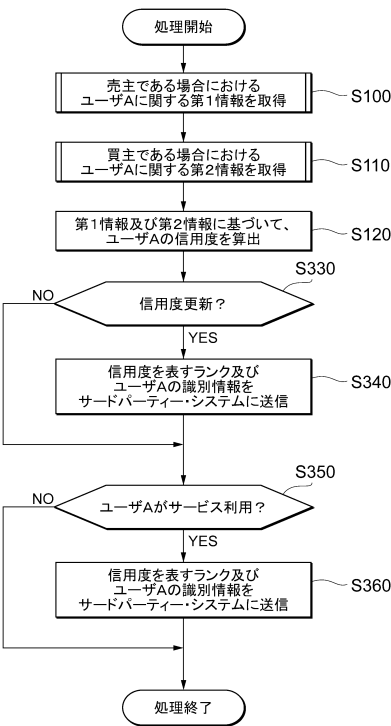 処理開始
売主である場合における
ユーザAに関する第1情報を取得
S100
買主である場合における
ユーザAに関する第2情報を取得
S110
第1情報及び第2情報に基づいて、
ユーザAの信用度を算出
S120
S330
NO
信用度更新？
YES
信用度を表すランク及び
ユーザAの識別情報を
サードパーティー・システムに送信
S340
S350
NO
ユーザAがサービス利用？
YES
信用度を表すランク及び
ユーザAの識別情報を
サードパーティー・システムに送信
S360
処理終了